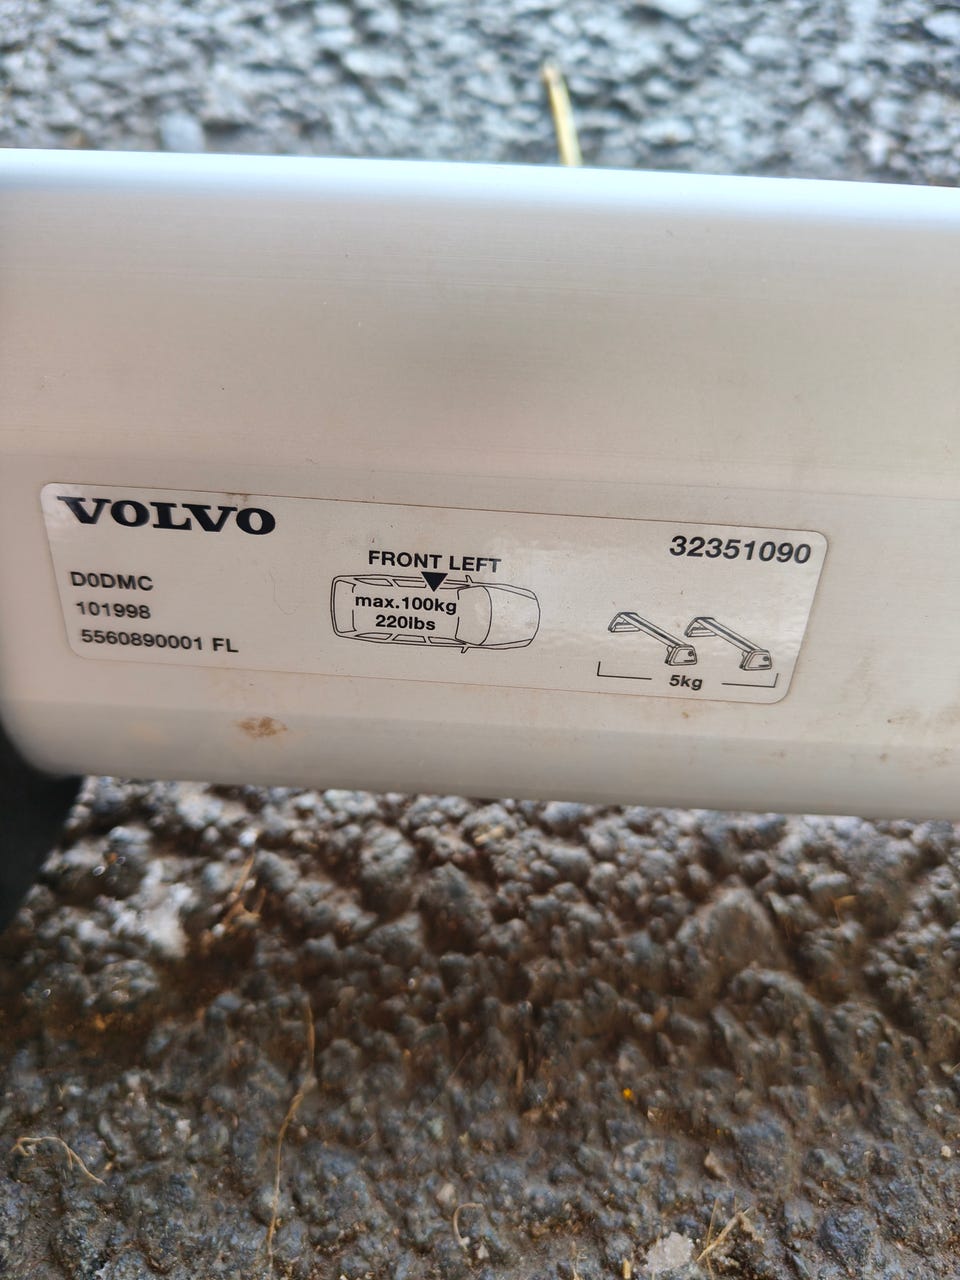 VOLVO
D0DMC
101998
5560890001 FL
FRONT LEFT
max.100kg
220lbs
32351090
5kg